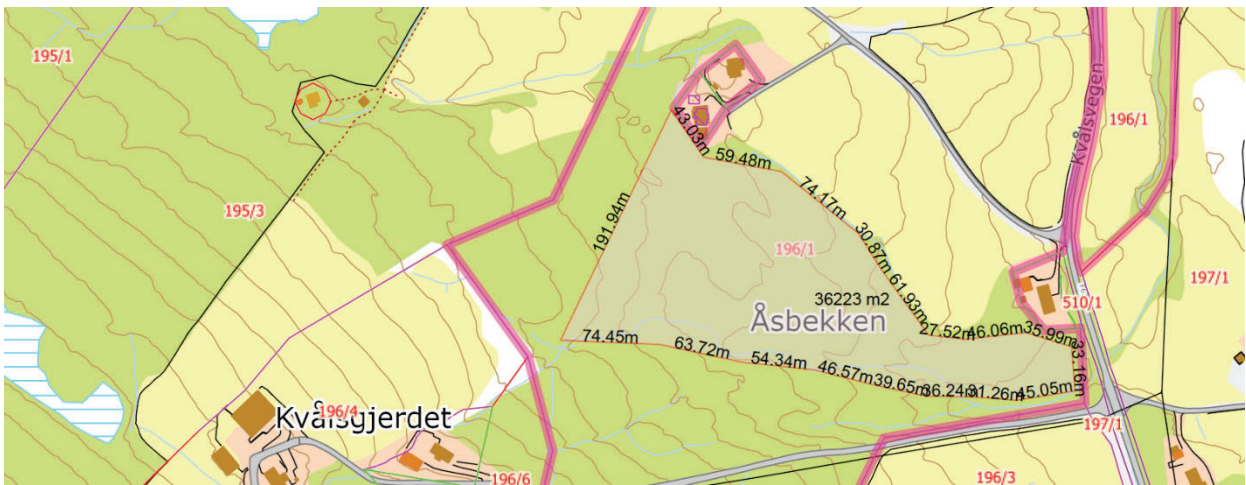 195/1
196/1
Kvålsvegen
43.03m
59.48m
74.17m
195/3
191.94m
30.87m
196/1
197/1
61.93m
36223 m2
510/1
Åsbekken
27.52m
46.06m
35.99m
33.16m
74.45m
63.72m
54.34m
46.57m
39.65m
36.24m
31.26m
45.05m
196/4
Kvålsgjerdet
197/1
196/6
196/3